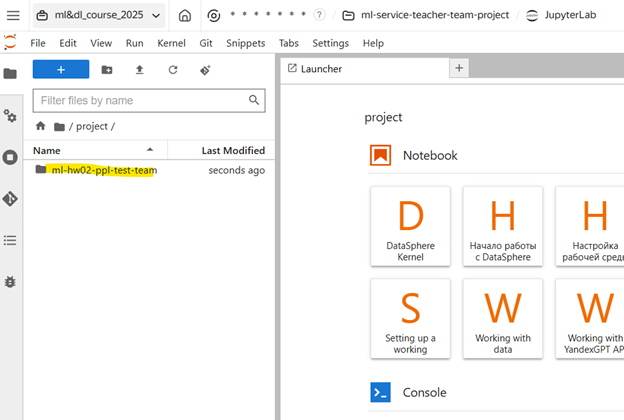 ml&dl_course_2025 * * * * * * * ? / ml-service-teacher-team-project / JupyterLab
File Edit View Run Kernel Git Snippets Tabs Settings Help
+
Launcher +
Filter files by name
/ project /
project
Name Last Modified
Notebook
ml-hw02-ppl-test-team seconds ago
D
DataSphere
Kernel
H
Начало работы
с DataSphere
H
Настройка
рабочей среды
S
Setting up a
working
W
Working with
data
W
Working with
YandexGPT AP
Console